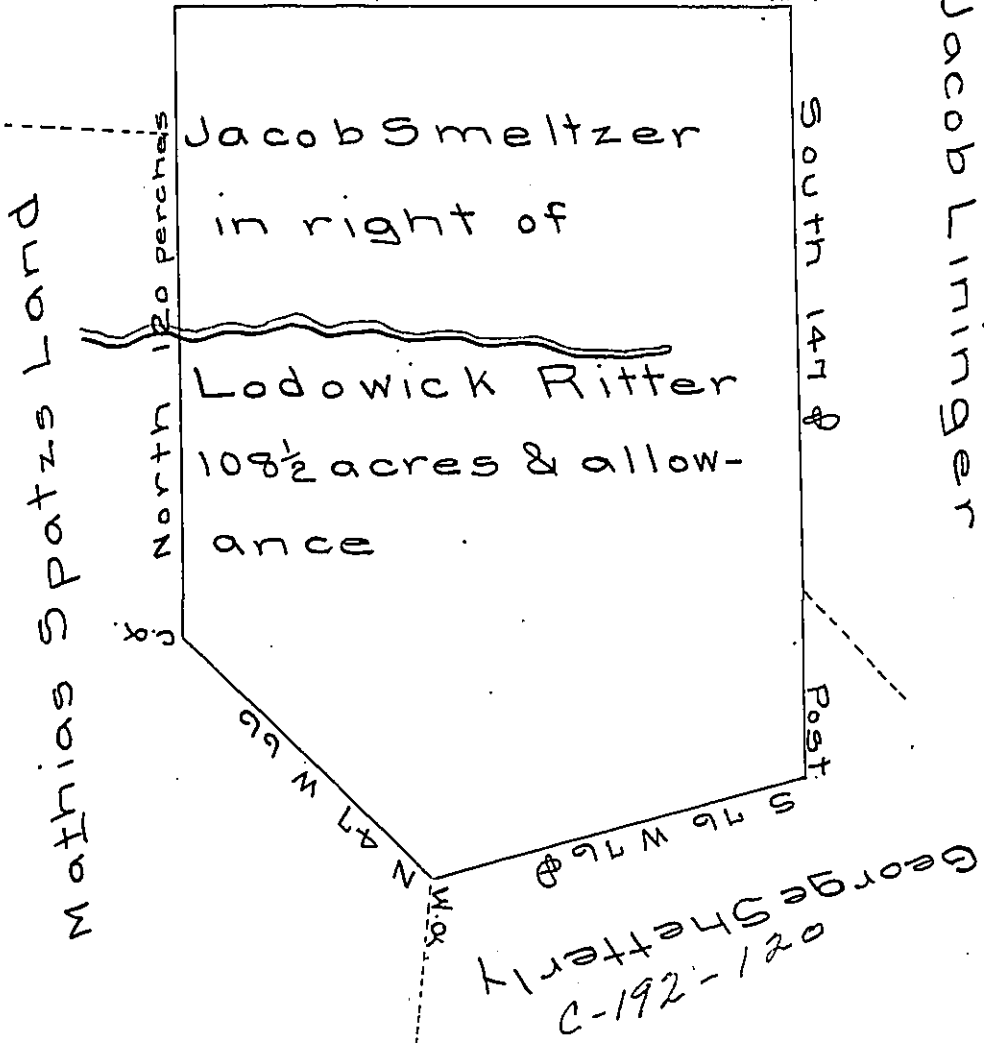 Jacob Lininger
Jacob Smeltzer
in right of
Lodowick Ritter
108½ acres & allow-
ance
North 120 perches
South 147 P
Mathias Spatzs Land
c.o.
N 47 W 66
W.o.
S 76 W 76 P
Post
George Shetterly
C-192-120